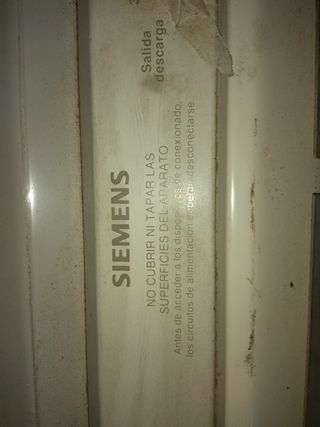 SIEMENS
NO CUBRIR NI TAPAR LAS
SUPERFICIES DEL APARATO
Antes de acceder a los dispositivos de conexionado
los circuitos de alimentación deberán desconectarse
Salida
descarga